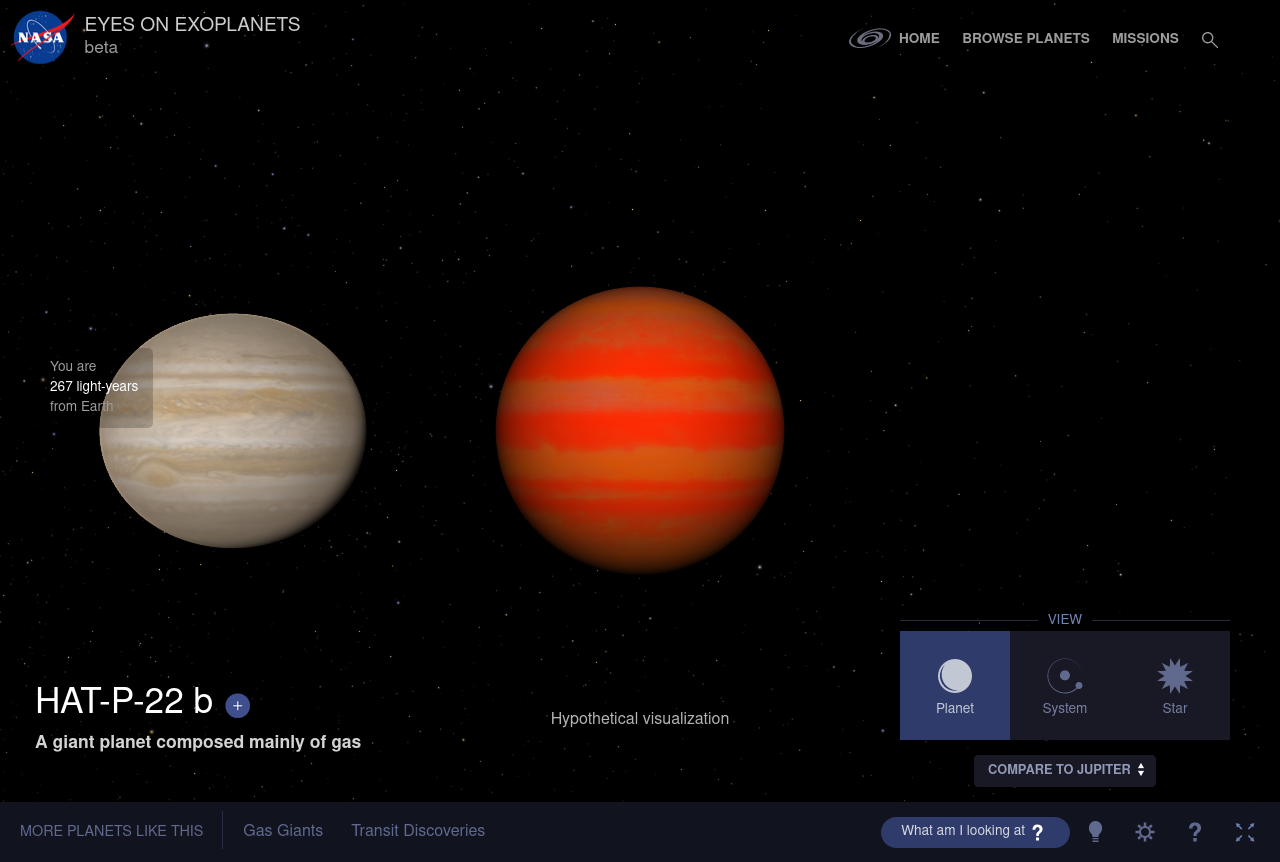 NASA
EYES ON EXOPLANETS
beta
HOME
BROWSE PLANETS
MISSIONS
You are
267 light-years
from Earth
HAT-P-22 b +
A giant planet composed mainly of gas
Hypothetical visualization
VIEW
Planet
System
Star
COMPARE TO JUPITER
MORE PLANETS LIKE THIS
Gas Giants
Transit Discoveries
What am I looking at ?
?